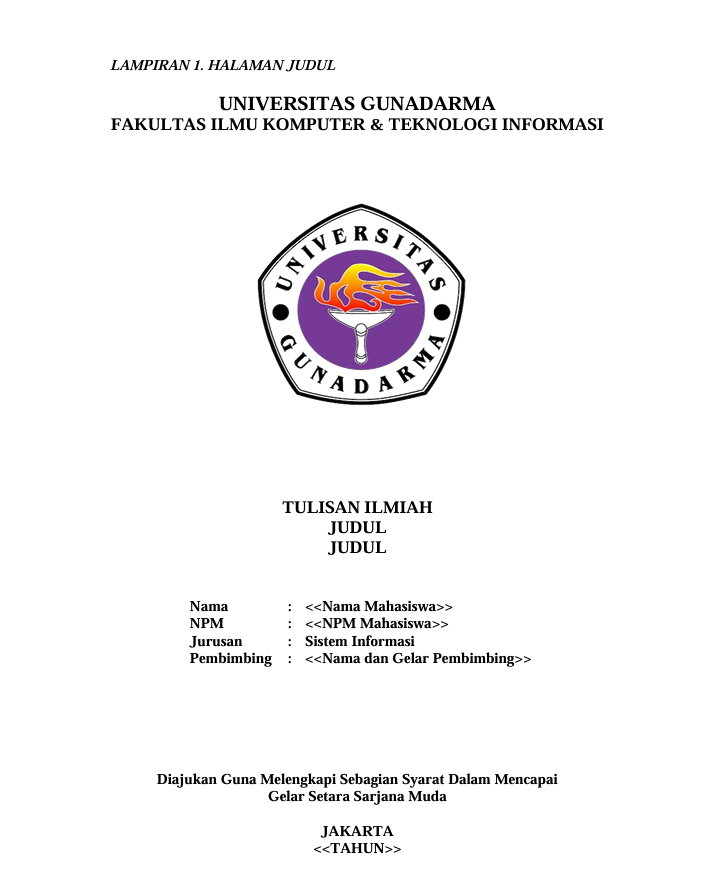 LAMPIRAN 1. HALAMAN JUDUL
UNIVERSITAS GUNADARMA
FAKULTAS ILMU KOMPUTER & TEKNOLOGI INFORMASI
UNIVERSITAS
GUNADARMA
TULISAN ILMIAH
JUDUL
JUDUL
Nama : <<Nama Mahasiswa>>
NPM : <<NPM Mahasiswa>>
Jurusan : Sistem Informasi
Pembimbing : <<Nama dan Gelar Pembimbing>>
Diajukan Guna Melengkapi Sebagian Syarat Dalam Mencapai
Gelar Setara Sarjana Muda
JAKARTA
<<TAHUN>>